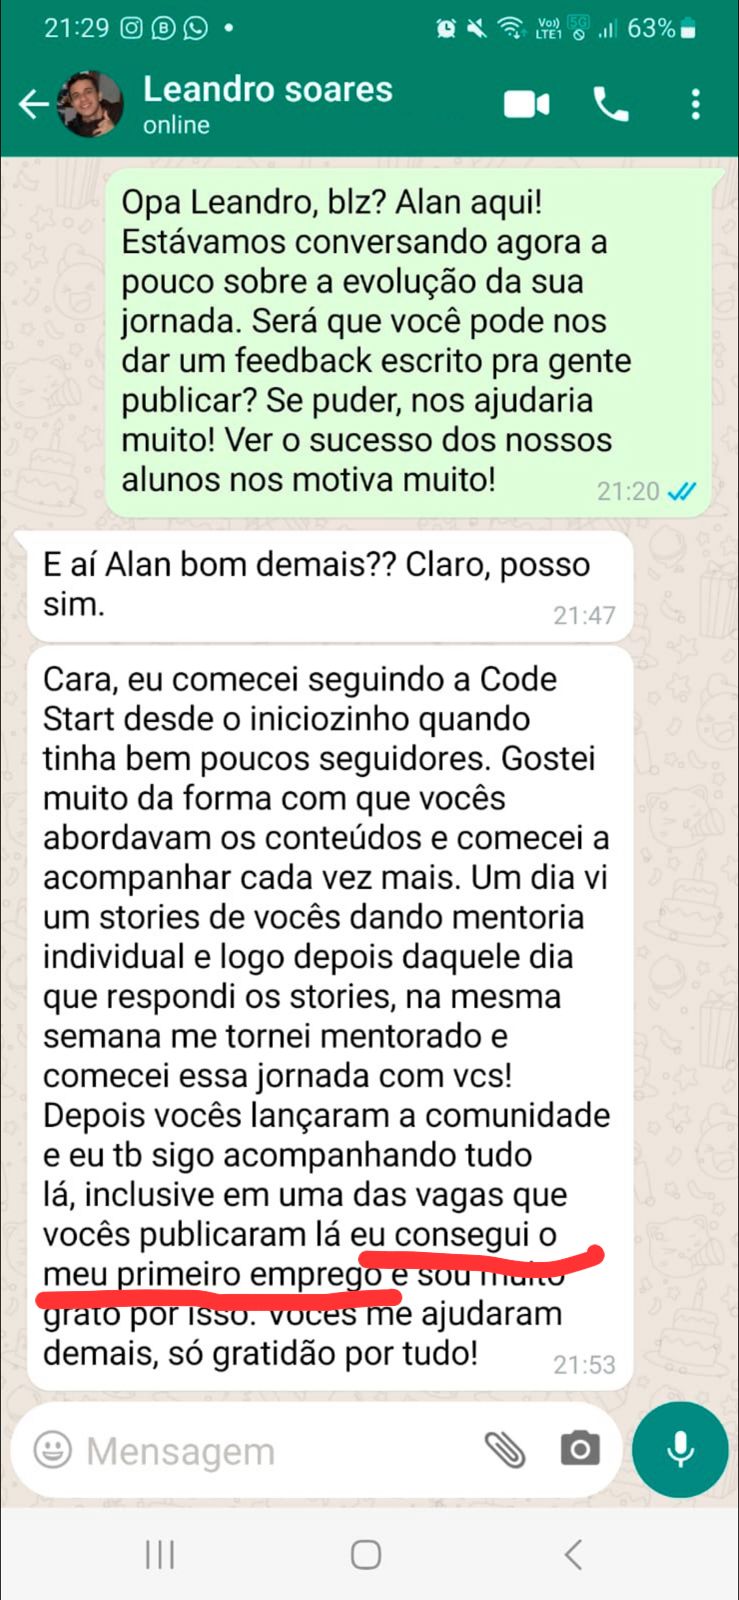 21:29
Vo)) LTE1 5G 63%
Leandro soares
online
Opa Leandro, blz? Alan aqui!
Estávamos conversando agora a
pouco sobre a evolução da sua
jornada. Será que você pode nos
dar um feedback escrito pra gente
publicar? Se puder, nos ajudaria
muito! Ver o sucesso dos nossos
alunos nos motiva muito!
21:20
E aí Alan bom demais?? Claro, posso
sim.
21:47
Cara, eu comecei seguindo a Code
Start desde o iniciozinho quando
tinha bem poucos seguidores. Gostei
muito da forma com que vocês
abordavam os conteúdos e comecei a
acompanhar cada vez mais. Um dia vi
um stories de vocês dando mentoria
individual e logo depois daquele dia
que respondi os stories, na mesma
semana me tornei mentorado e
comecei essa jornada com vcs!
Depois vocês lançaram a comunidade
e eu tb sigo acompanhando tudo
lá, inclusive em uma das vagas que
vocês publicaram lá eu consegui o
meu primeiro emprego e sou muito
grato por isso. Vocês me ajudaram
demais, só gratidão por tudo!
21:53
Mensagem